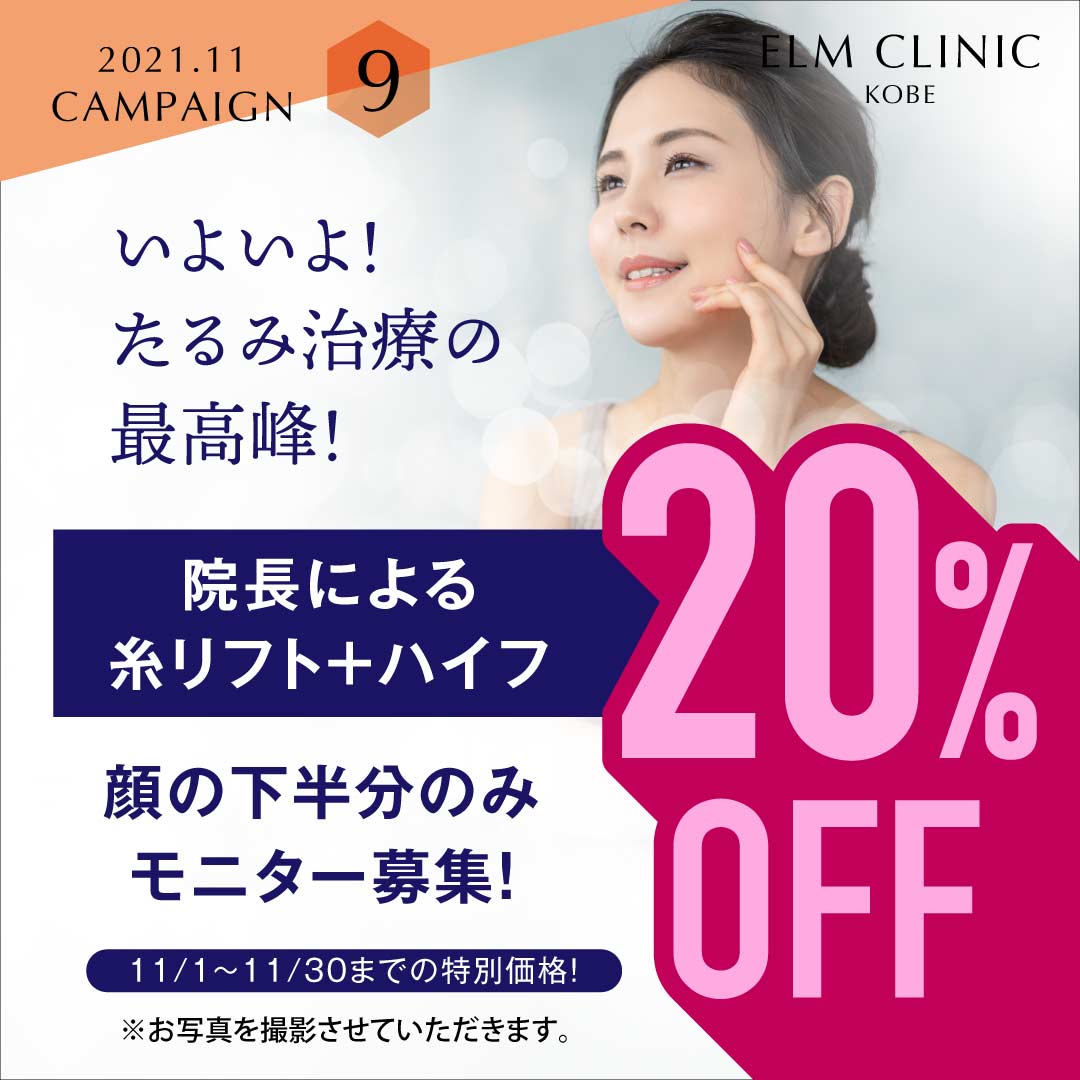 2021.11
CAMPAIGN
9
ELM CLINIC
KOBE
いよいよ!
たるみ治療の
最高峰!
院長による
糸リフト＋ハイフ
20%
OFF
顔の下半分のみ
モニター募集!
11/1〜11/30までの特別価格!
※お写真を撮影させていただきます。